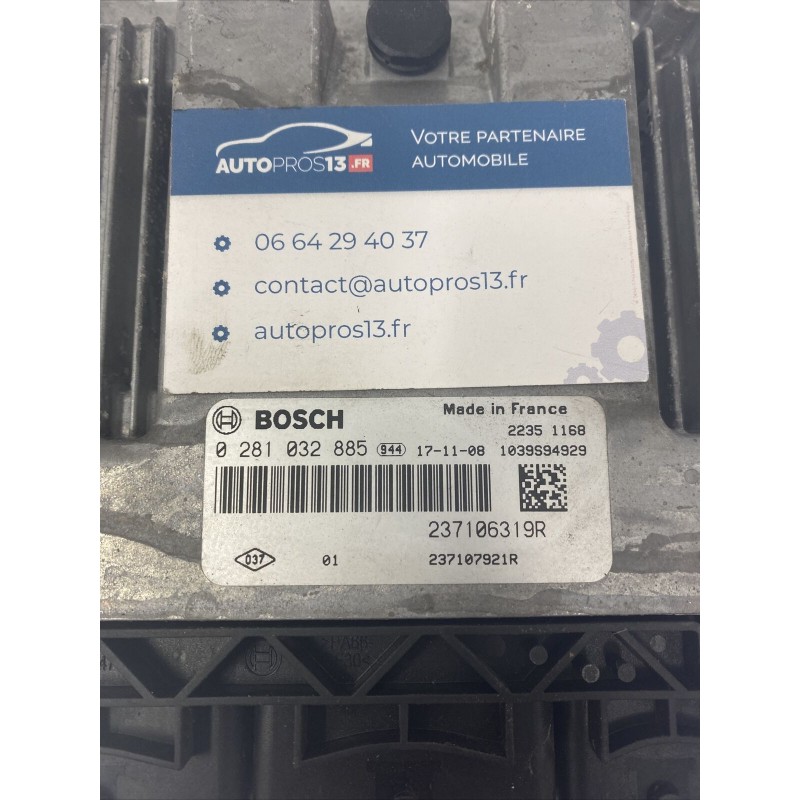 AUTOPROS13.FR
VOTRE PARTENAIRE
AUTOMOBILE
06 64 29 40 37
contact@autopros13.fr
autopros13.fr
BOSCH
Made in France
2235 1168
0 281 032 885 944 17-11-08 1039S94929
237106319R
037 01 237107921R